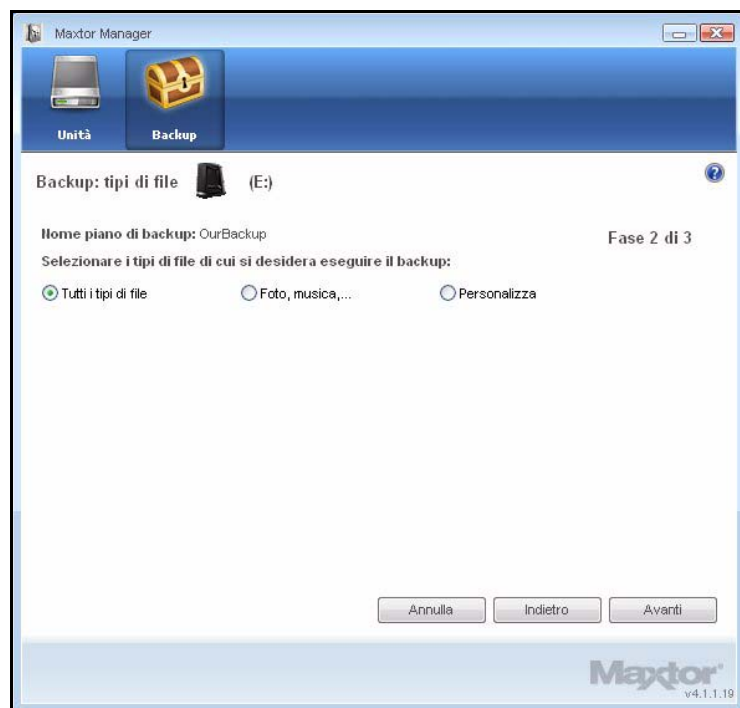 Maxtor Manager
Unità
Backup
Backup: tipi di file (E:)
Nome piano di backup: OurBackup
Fase 2 di 3
Selezionare i tipi di file di cui si desidera eseguire il backup:
Tutti i tipi di file
Foto, musica,...
Personalizza
Annulla
Indietro
Avanti
Maxtor
v4.1.1.19